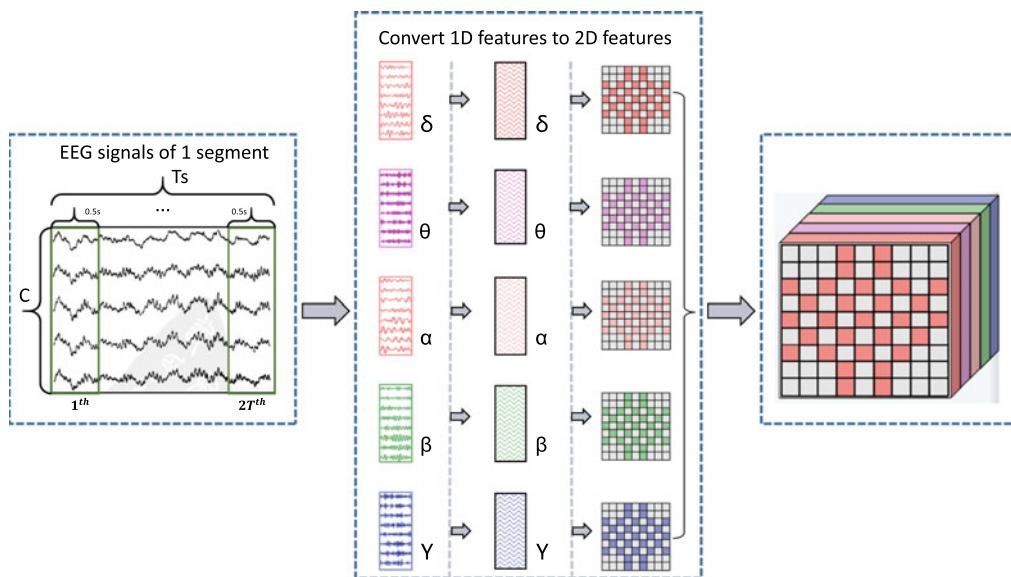 EEG signals of 1 segment
Ts
0.5s
...
0.5s
C
1th
2Tth
Convert 1D features to 2D features
δ
δ
θ
θ
α
α
β
β
γ
γ